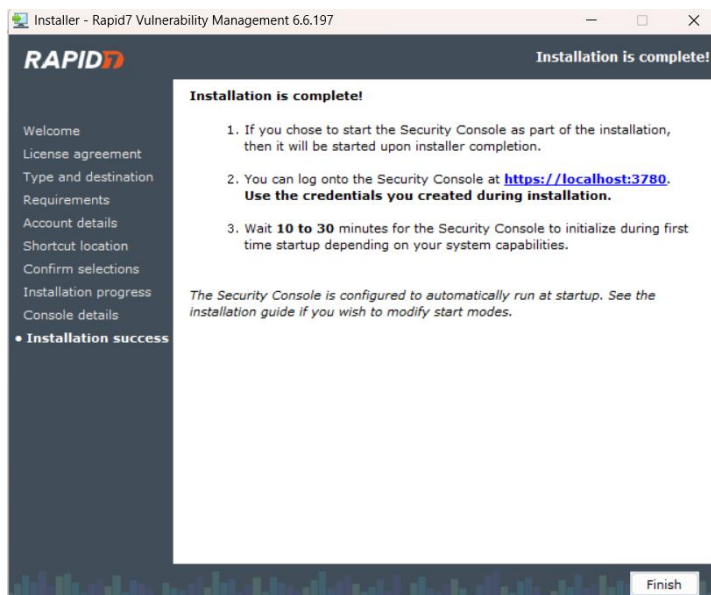 Installer - Rapid7 Vulnerability Management 6.6.197
RAPID7
Installation is complete!
Welcome
License agreement
Type and destination
Requirements
Account details
Shortcut location
Confirm selections
Installation progress
Console details
• Installation success
Installation is complete!
1. If you chose to start the Security Console as part of the installation,
then it will be started upon installer completion.
2. You can log onto the Security Console at https://localhost:3780.
Use the credentials you created during installation.
3. Wait 10 to 30 minutes for the Security Console to initialize during first
time startup depending on your system capabilities.
The Security Console is configured to automatically run at startup. See the
installation guide if you wish to modify start modes.
Finish